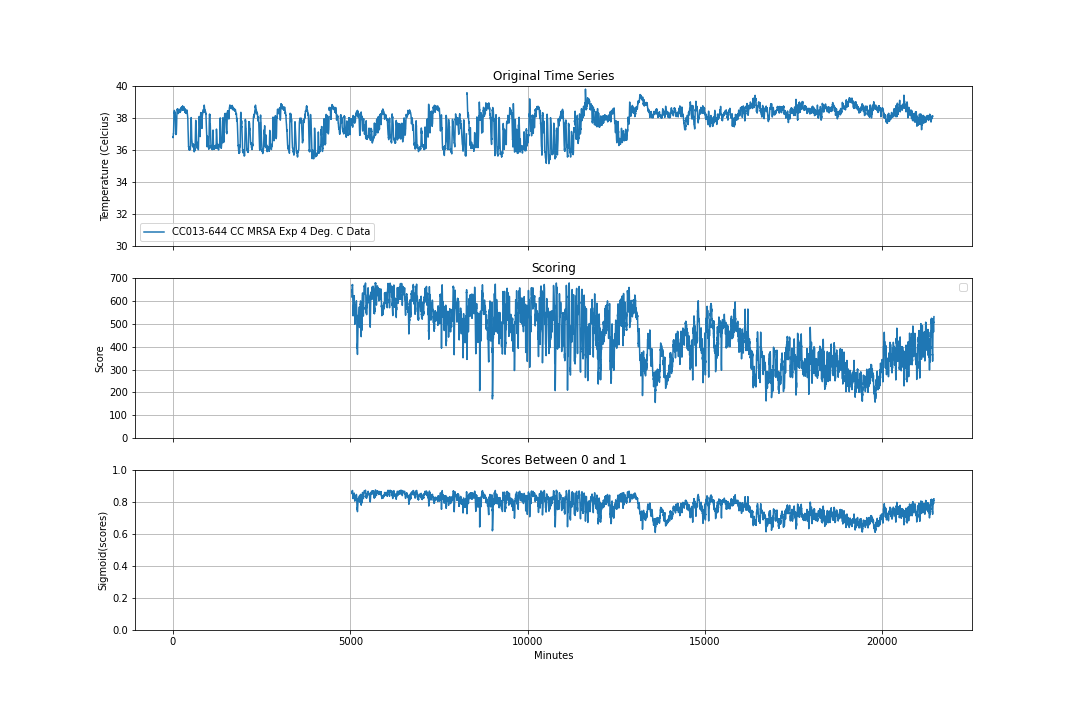 Original Time Series
40
38
36
34
32
30
Temperature (Celcius)
CC013-644 CC MRSA Exp 4 Deg. C Data
Scoring
700
600
500
400
300
200
100
0
Score
Scores Between 0 and 1
1.0
0.8
0.6
0.4
0.2
0.0
Sigmoid(scores)
0 5000 10000 15000 20000
Minutes